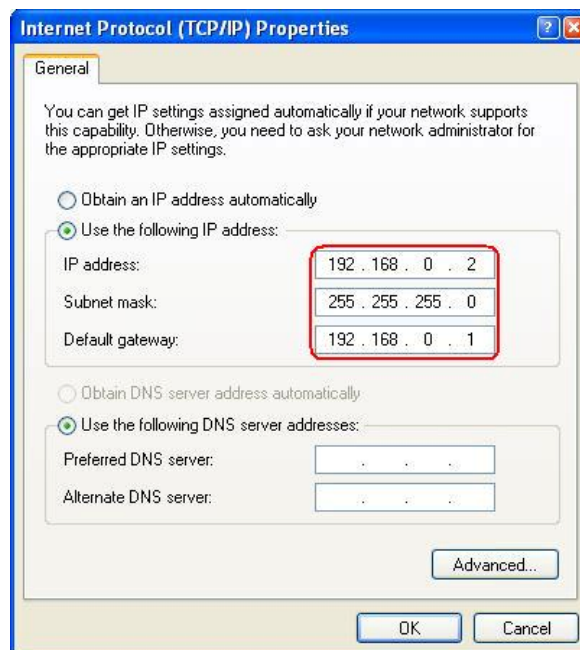 Internet Protocol (TCP/IP) Properties
General
You can get IP settings assigned automatically if your network supports
this capability. Otherwise, you need to ask your network administrator for
the appropriate IP settings.
Obtain an IP address automatically
Use the following IP address:
IP address: 192 . 168 . 0 . 2
Subnet mask: 255 . 255 . 255 . 0
Default gateway: 192 . 168 . 0 . 1
Obtain DNS server address automatically
Use the following DNS server addresses:
Preferred DNS server: . . .
Alternate DNS server: . . .
Advanced...
OK Cancel